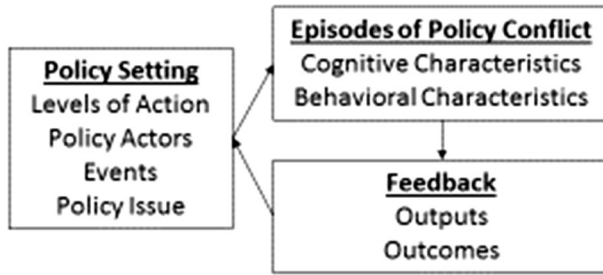 Policy Setting
Levels of Action
Policy Actors
Events
Policy Issue
Episodes of Policy Conflict
Cognitive Characteristics
Behavioral Characteristics
Feedback
Outputs
Outcomes